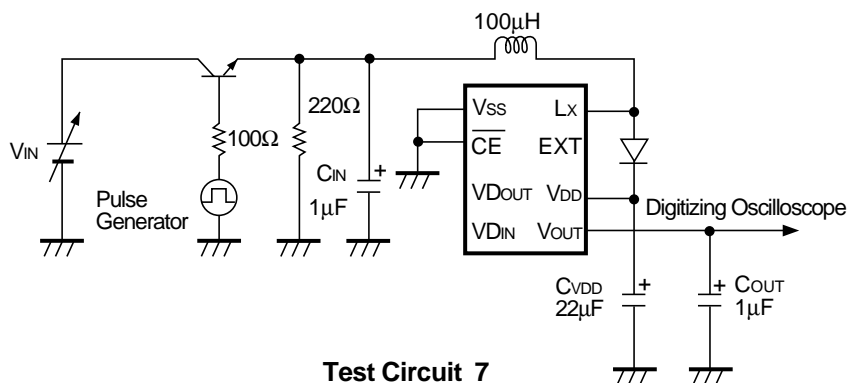 100μH
220Ω
100Ω
VIN
Pulse
Generator
CIN
+
1μF
VSS
LX
CE
EXT
VDOUT
VDD
VDIN
VOUT
Digitizing Oscilloscope
CVDD
22μF
+
+
COUT
1μF
Test Circuit 7